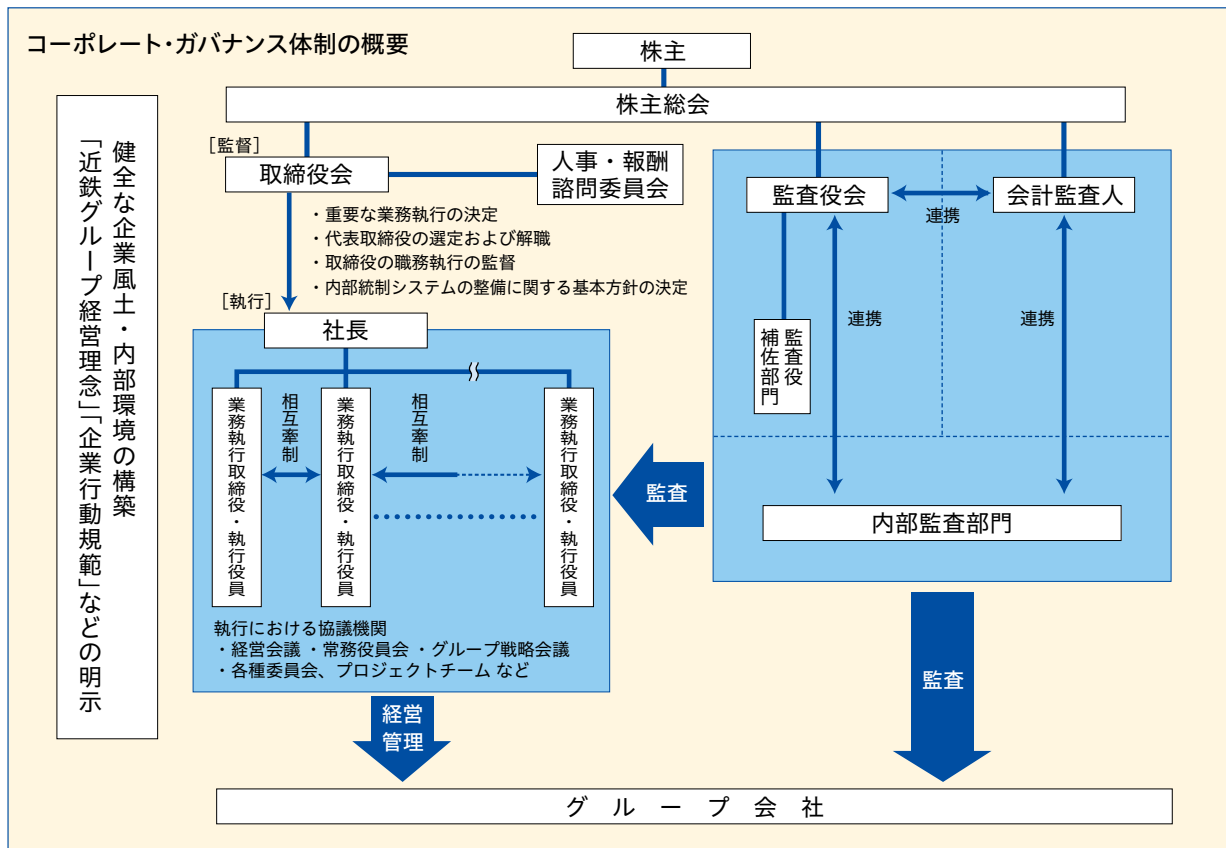 コーポレート・ガバナンス体制の概要
株主
株主総会
健全な企業風土・内部環境の構築
「近鉄グループ経営理念」「企業行動規範」などの明示
［監督］
取締役会
人事・報酬
諮問委員会
・重要な業務執行の決定
・代表取締役の選定および解職
・取締役の職務執行の監督
・内部統制システムの整備に関する基本方針の決定
［執行］
社長
業務執行取締役・執行役員
相互牽制
業務執行取締役・執行役員
相互牽制
業務執行取締役・執行役員
執行における協議機関
・経営会議 ・常務役員会 ・グループ戦略会議
・各種委員会、プロジェクトチーム など
監査役会
連携
会計監査人
連携
連携
監査役
補佐部門
内部監査部門
監査
監査
経営
管理
グループ会社